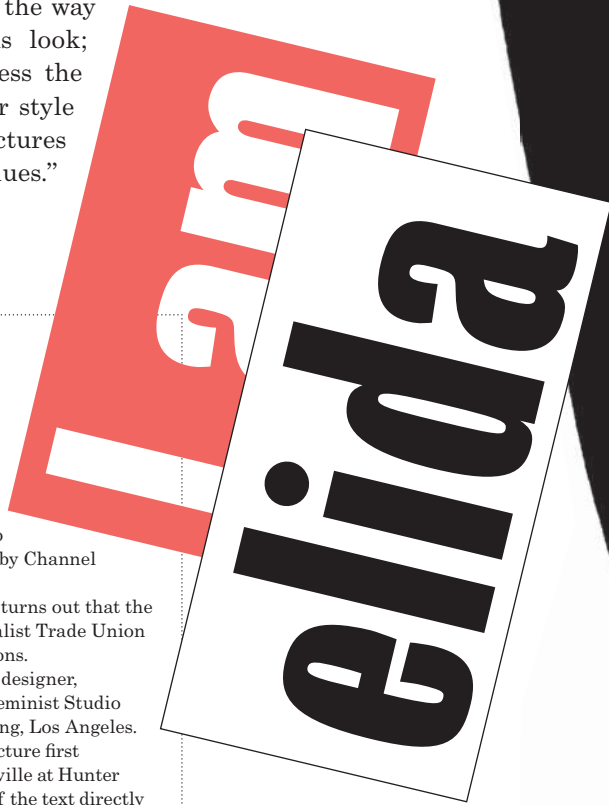 the way
s look;
ess the
r style
ctures
ues.”
I am
elida
by Channel
turns out that the
alist Trade Union
ons.
designer,
eminist Studio
ng, Los Angeles.
cture first
ville at Hunter
f the text directly